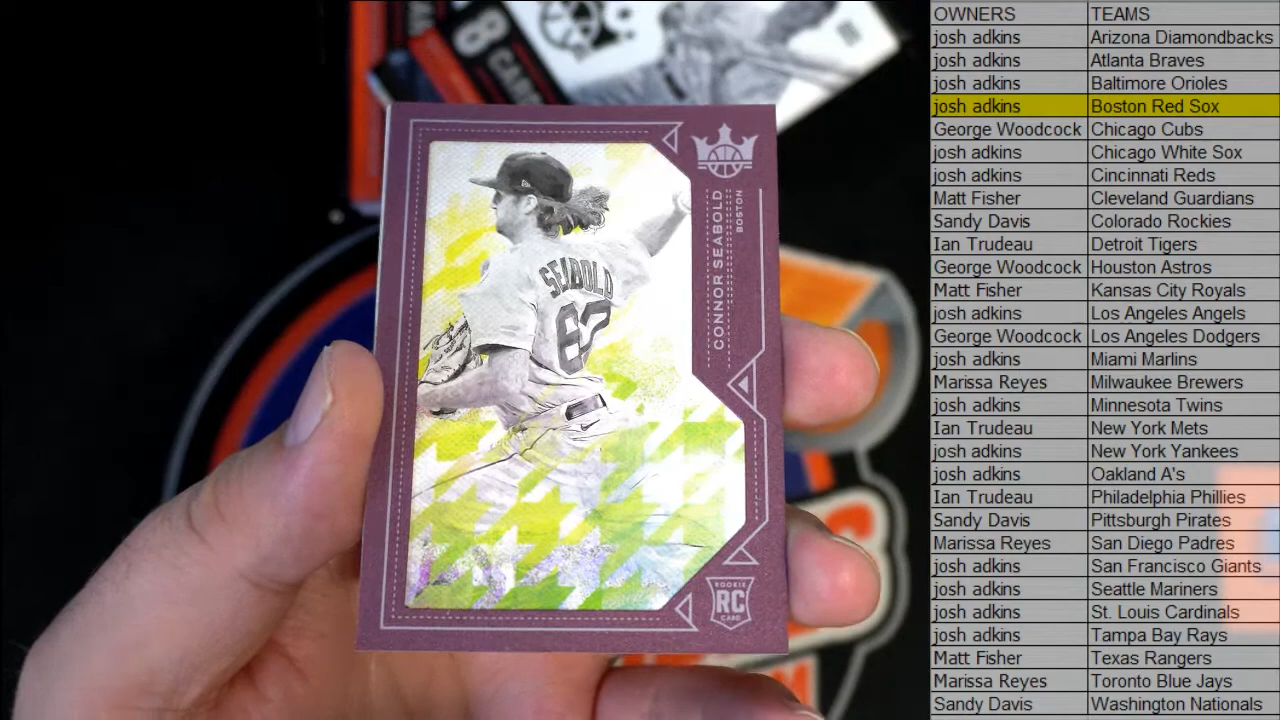 8 CARD
CONNOR SEABOLD
BOSTON
SEABOLD
ROOKIE
RC
CARD
OWNERS TEAMS
josh adkins Arizona Diamondbacks
josh adkins Atlanta Braves
josh adkins Baltimore Orioles
josh adkins Boston Red Sox
George Woodcock Chicago Cubs
josh adkins Chicago White Sox
josh adkins Cincinnati Reds
Matt Fisher Cleveland Guardians
Sandy Davis Colorado Rockies
Ian Trudeau Detroit Tigers
George Woodcock Houston Astros
Matt Fisher Kansas City Royals
josh adkins Los Angeles Angels
George Woodcock Los Angeles Dodgers
josh adkins Miami Marlins
Marissa Reyes Milwaukee Brewers
josh adkins Minnesota Twins
Ian Trudeau New York Mets
josh adkins New York Yankees
josh adkins Oakland A's
Ian Trudeau Philadelphia Phillies
Sandy Davis Pittsburgh Pirates
Marissa Reyes San Diego Padres
josh adkins San Francisco Giants
josh adkins Seattle Mariners
josh adkins St. Louis Cardinals
josh adkins Tampa Bay Rays
Matt Fisher Texas Rangers
Marissa Reyes Toronto Blue Jays
Sandy Davis Washington Nationals